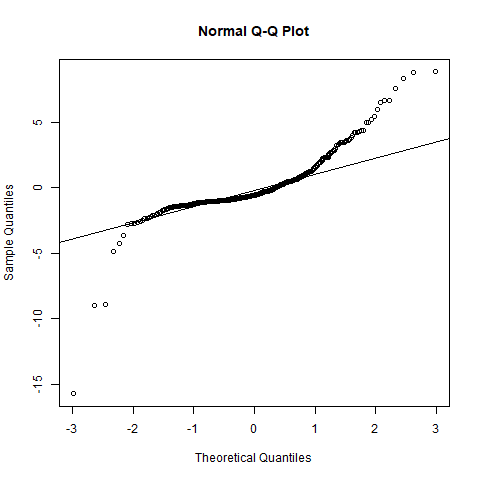 Normal Q-Q Plot
Sample Quantiles
5
0
-5
-10
-15
-3 -2 -1 0 1 2 3
Theoretical Quantiles